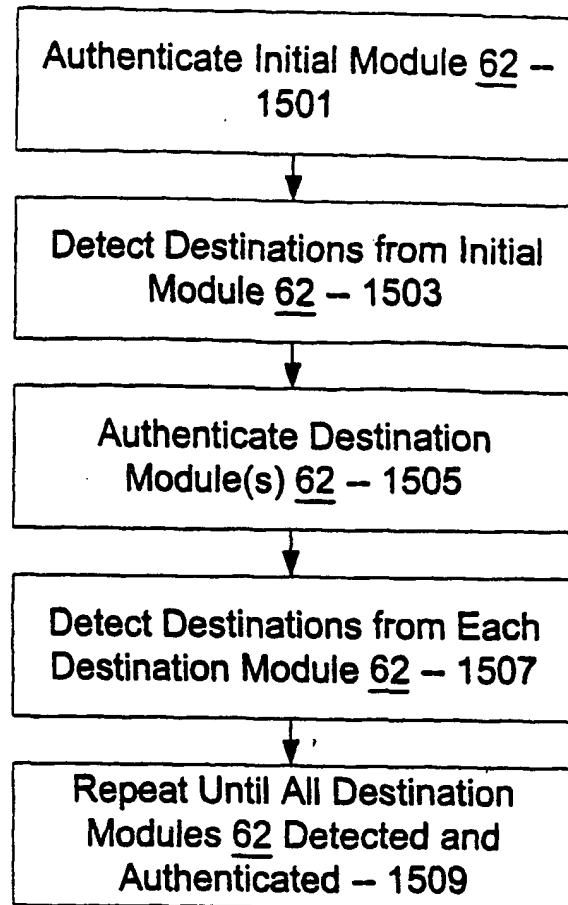 Authenticate Initial Module 62 –
1501
Detect Destinations from Initial
Module 62 – 1503
Authenticate Destination
Module(s) 62 – 1505
Detect Destinations from Each
Destination Module 62 – 1507
Repeat Until All Destination
Modules 62 Detected and
Authenticated – 1509